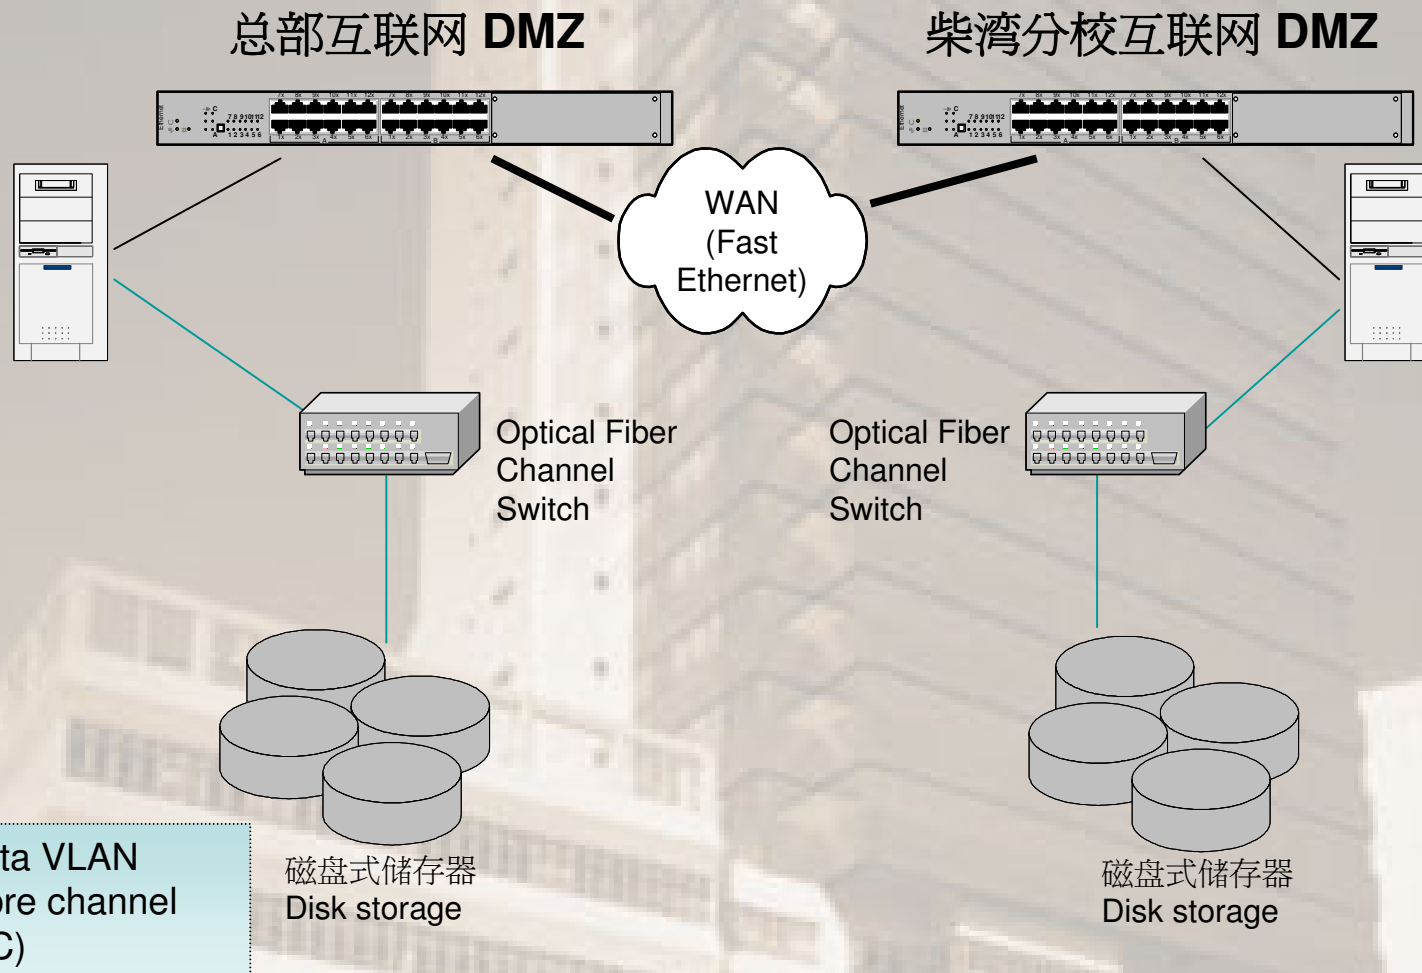 总部互联网 DMZ
柴湾分校互联网 DMZ
WAN
(Fast
Ethernet)
Optical Fiber
Channel
Switch
Optical Fiber
Channel
Switch
磁盘式储存器
Disk storage
磁盘式储存器
Disk storage
ta VLAN
ore channel
C)